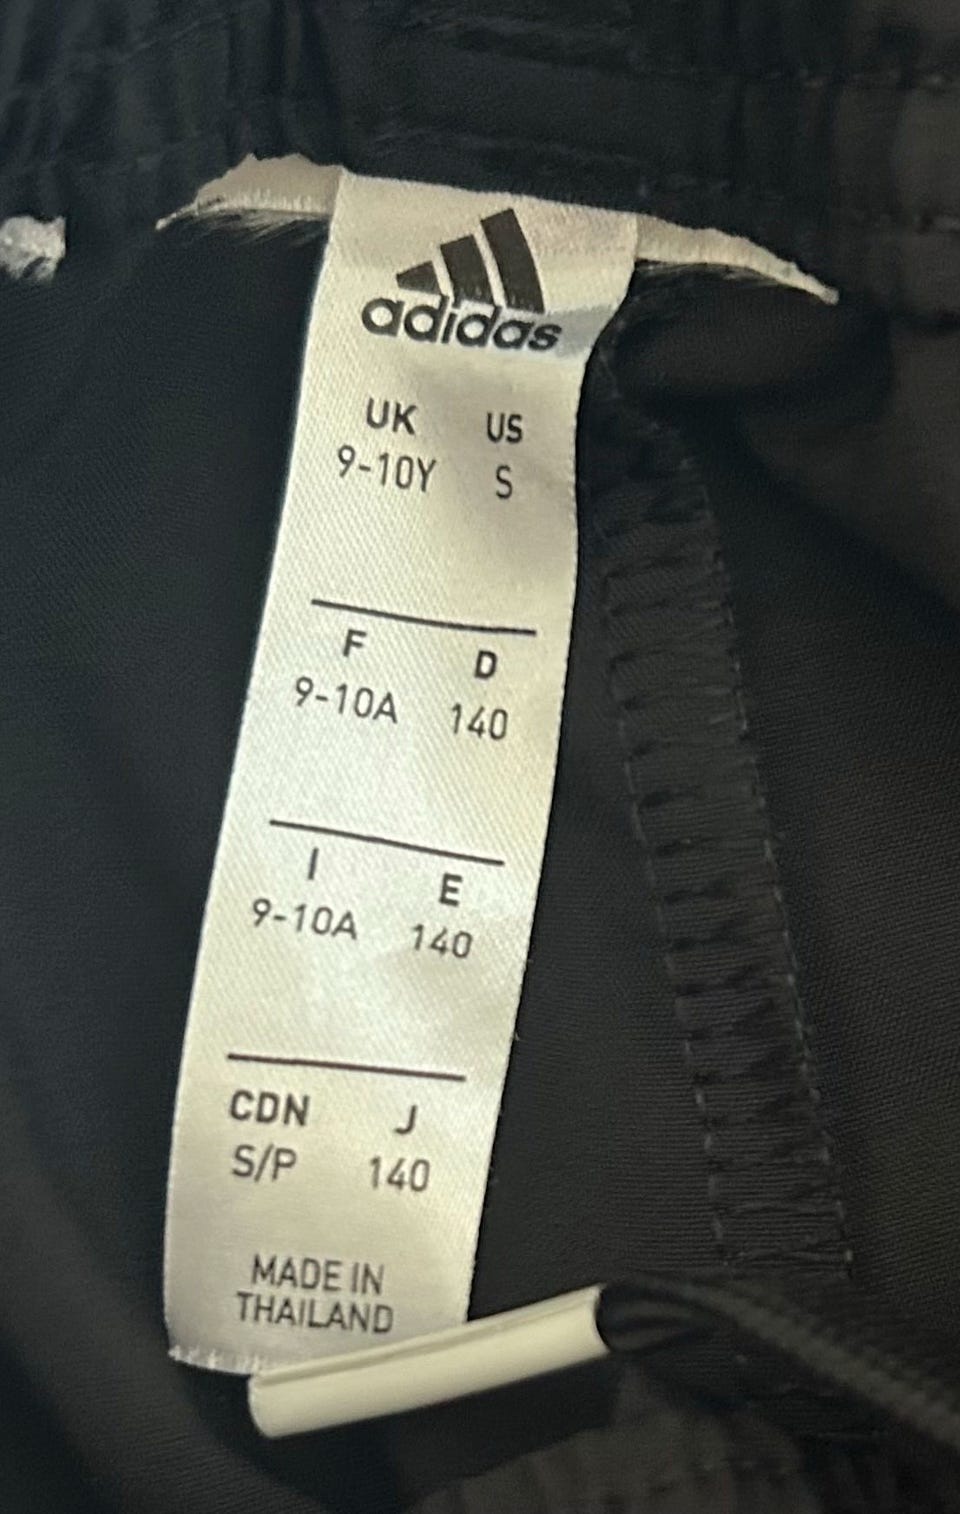 adidas
UK US
9-10Y S
F D
9-10A 140
I E
9-10A 140
CDN J
S/P 140
MADE IN
THAILAND